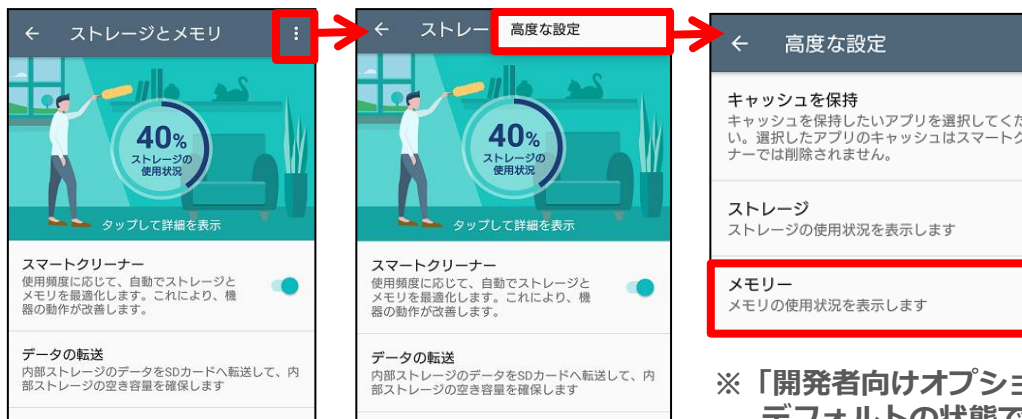 ストレージとメモリ
40%
ストレージの
使用状況
タップして詳細を表示
スマートクリーナー
使用頻度に応じて、自動でストレージと
メモリを最適化します。これにより、機
器の動作が改善します。
データの転送
内部ストレージのデータをSDカードへ転送して、内
部ストレージの空き容量を確保します
ストレー
高度な設定
40%
ストレージの
使用状況
タップして詳細を表示
スマートクリーナー
使用頻度に応じて、自動でストレージと
メモリを最適化します。これにより、機
器の動作が改善します。
データの転送
内部ストレージのデータをSDカードへ転送して、内
部ストレージの空き容量を確保します
高度な設定
キャッシュを保持
キャッシュを保持したいアプリを選択してくだ
い。選択したアプリのキャッシュはスマートク
ナーでは削除されません。
ストレージ
ストレージの使用状況を表示します
メモリー
メモリの使用状況を表示します
※「開発者向けオプショ
デフォルトの状態で